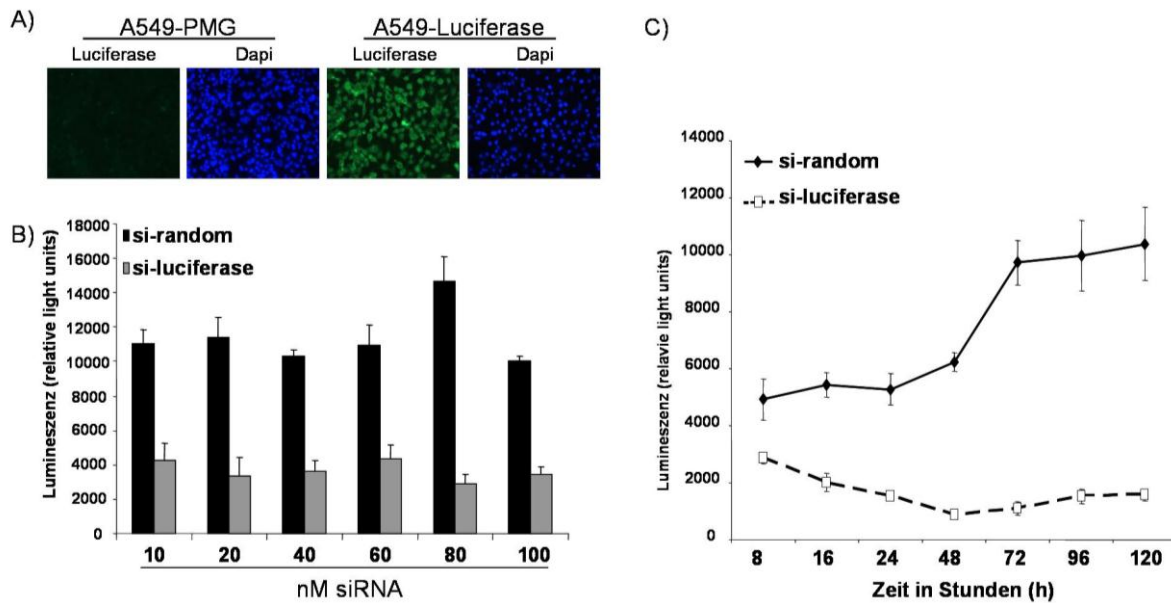 A)
A549-PMG A549-Luciferase
Luciferase Dapi Luciferase Dapi
B)
Lumineszenz (relative light units)
18000
16000
14000
12000
10000
8000
6000
4000
2000
0
si-random
si-luciferase
10 20 40 60 80 100
nM siRNA
C)
Lumineszenz (relavie light units)
14000
12000
10000
8000
6000
4000
2000
0
si-random
si-luciferase
8 16 24 48 72 96 120
Zeit in Stunden (h)